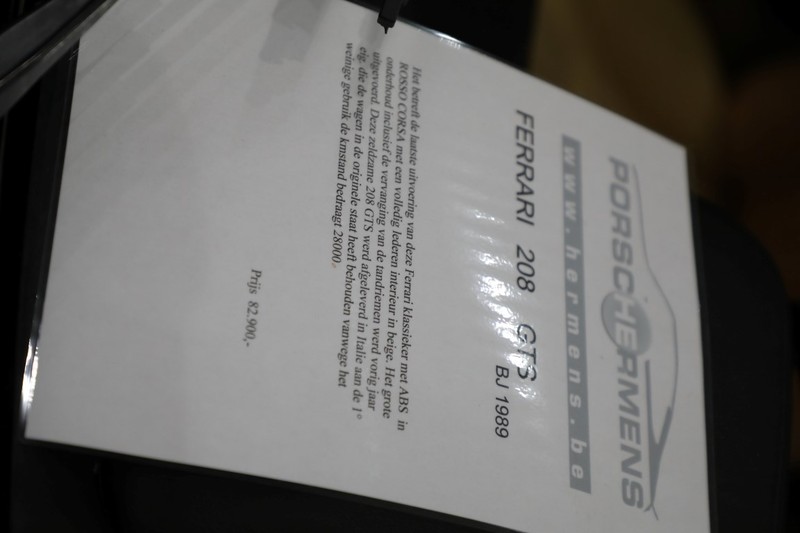 PORSCHERMENS
www.hermens.be
FERRARI 208 GTS
BJ 1989
Het betreft de laatste uitvoering van deze Ferrari klassieker met ABS in
ROSSO CORSA met een volledig lederen interieur in beige. Het grote
onderhoud inclusief de vervanging van de tandriemen werd vorig jaar
uitgevoerd. Deze zeldzame 208 GTS werd afgeleverd in Italie aan de 1°
eig. die de wagen in de originele staat heeft behouden vanwege het
weinige gebruik de kmstand bedraagt 28000.
Prijs 82.900,-